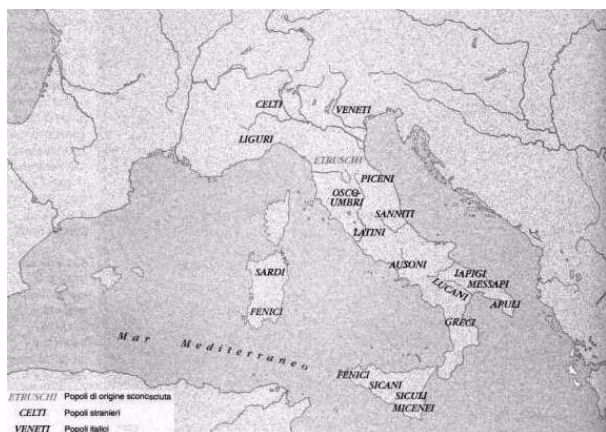 CELTI
VENETI
LIGURI
ETRUSCHI
PICENI
OSCO-
UMBRI
SANNITI
LATINI
AUSONI
SARDI
IAPIGI
MESSAPI
LUCANI
APULI
FENICI
GRECI
Mar Mediterraneo
FENICI
SICANI
SICULI
MICENEI
ETRUSCHI Popoli di origine sconosciuta
CELTI Popoli stranieri
VENETI Popoli italici